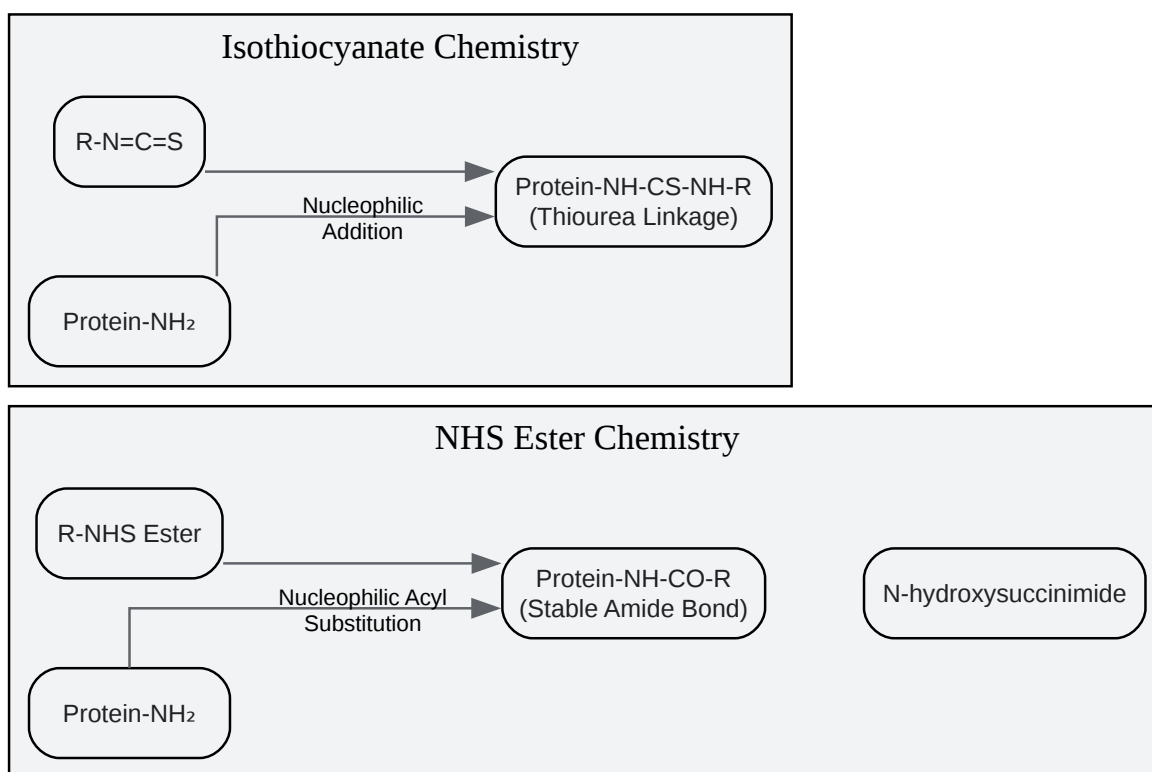 Isothiocyanate Chemistry
R-N=C=S
Protein-NH-CS-NH-R
(Thiourea Linkage)
Nucleophilic
Addition
Protein-NH₂
NHS Ester Chemistry
R-NHS Ester
Protein-NH-CO-R
(Stable Amide Bond)
N-hydroxysuccinimide
Nucleophilic Acyl
Substitution
Protein-NH₂